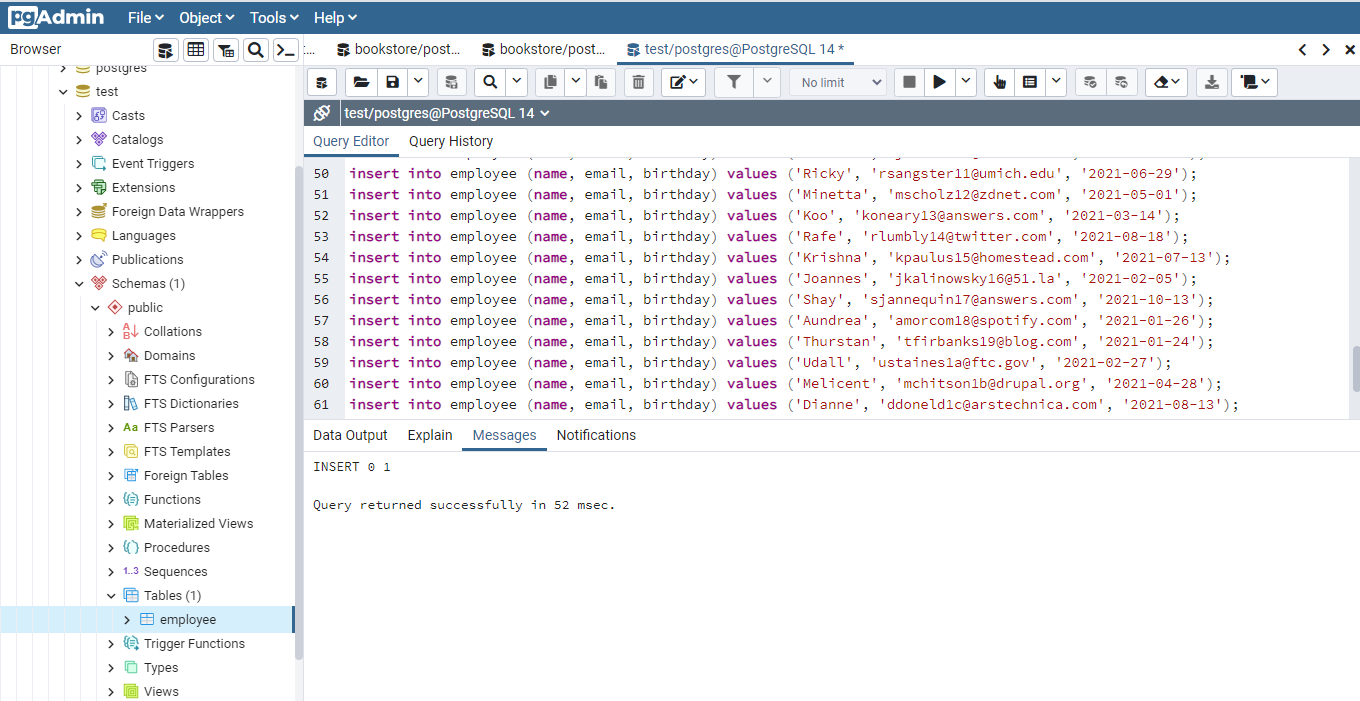 pgAdmin File Object Tools Help
Browser
t... bookstore/post... bookstore/post... test/postgres@PostgreSQL 14 *
No limit
test/postgres@PostgreSQL 14
Query Editor Query History
postgres
test
Casts
Catalogs
Event Triggers
Extensions
Foreign Data Wrappers
Languages
Publications
Schemas (1)
public
Collations
Domains
FTS Configurations
FTS Dictionaries
Aa FTS Parsers
FTS Templates
Foreign Tables
Functions
Materialized Views
Procedures
1..3 Sequences
Tables (1)
employee
Trigger Functions
Types
Views
50 insert into employee (name, email, birthday) values ('Ricky', 'rsangster11@umich.edu', '2021-06-29');
51 insert into employee (name, email, birthday) values ('Minetta', 'mscholz12@zdnet.com', '2021-05-01');
52 insert into employee (name, email, birthday) values ('Koo', 'koneary13@answers.com', '2021-03-14');
53 insert into employee (name, email, birthday) values ('Rafe', 'rlumbly14@twitter.com', '2021-08-18');
54 insert into employee (name, email, birthday) values ('Krishna', 'kpaulus15@homestead.com', '2021-07-13');
55 insert into employee (name, email, birthday) values ('Joannes', 'jkalinowsky16@51.la', '2021-02-05');
56 insert into employee (name, email, birthday) values ('Shay', 'sjannequin17@answers.com', '2021-10-13');
57 insert into employee (name, email, birthday) values ('Aundrea', 'amorcom18@spotify.com', '2021-01-26');
58 insert into employee (name, email, birthday) values ('Thurstan', 'tfirbanks19@blog.com', '2021-01-24');
59 insert into employee (name, email, birthday) values ('Udall', 'ustaines1a@ftc.gov', '2021-02-27');
60 insert into employee (name, email, birthday) values ('Melicent', 'mchitson1b@drupal.org', '2021-04-28');
61 insert into employee (name, email, birthday) values ('Dianne', 'ddoneld1c@arstechnica.com', '2021-08-13');
Data Output Explain Messages Notifications
INSERT 0 1
Query returned successfully in 52 msec.